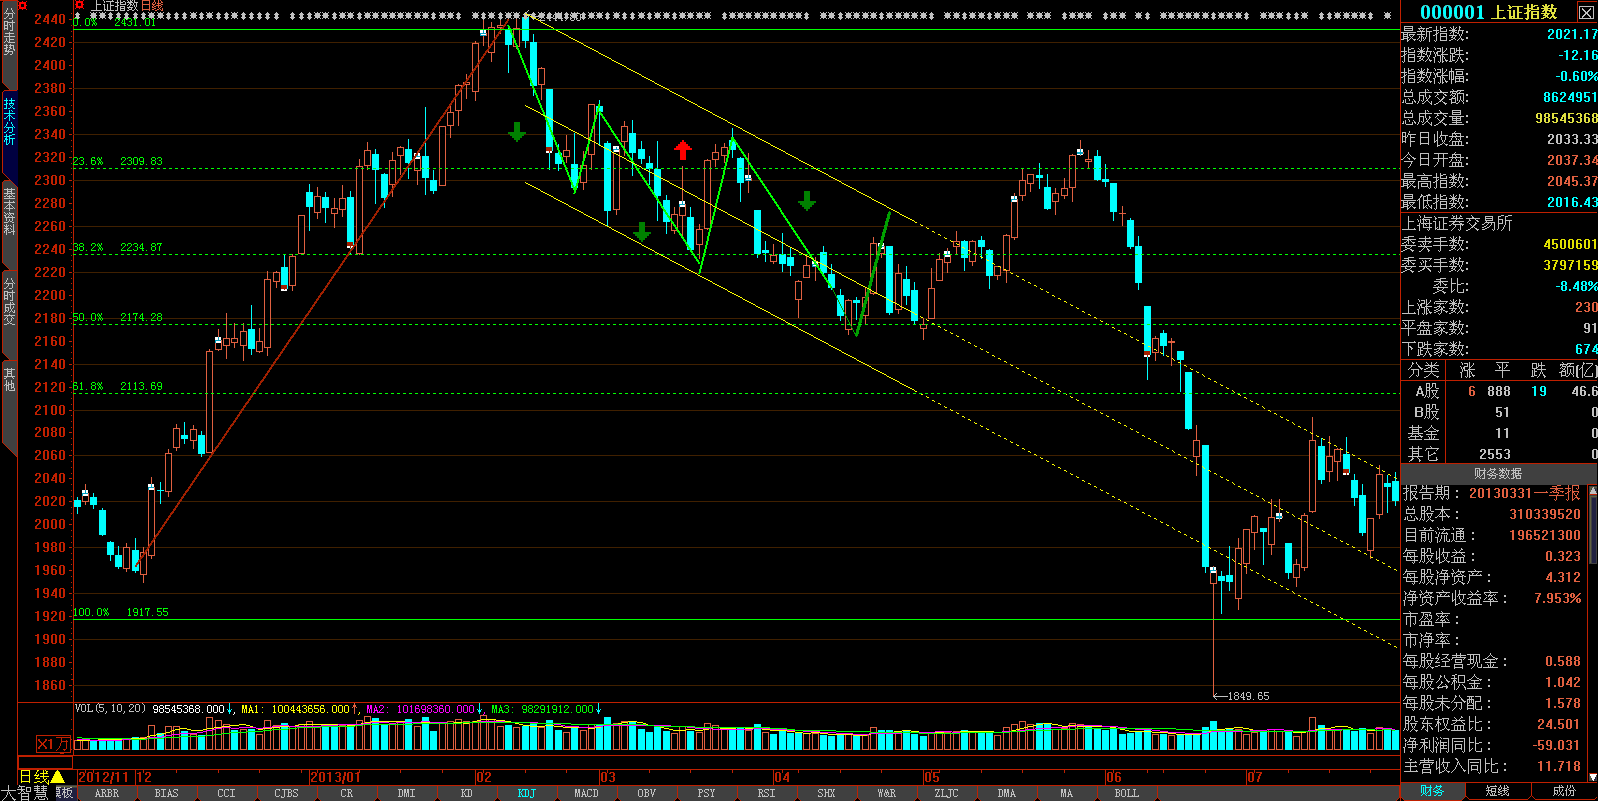 上证指数日线
分时走势
技术分析
基本资料
分时成交
其他
2440
2420
2400
2380
2360
2340
2320
2300
2280
2260
2240
2220
2200
2180
2160
2140
2120
2100
2080
2060
2040
2020
2000
1980
1960
1940
1920
1900
1880
1860
0.0% 2431.01
23.6% 2309.83
38.2% 2234.87
50.0% 2174.28
61.8% 2113.69
100.0% 1917.55
←1849.65
VOL(5,10,20) 98545368.000↓, MA1: 100443656.000↑, MA2: 101898380.000↓, MA3: 98291912.000↓
X1万
日线 2012/11 12 2013/01 02 03 04 05 06 07
大智慧 ARBR BIAS CCI CJBS CR DMI KD KDJ MACD OBV PSY RSI SHX W&R ZLJC DMA MA BOLL
000001 上证指数
最新指数: 2021.17
指数涨跌: -12.16
指数涨幅: -0.60%
总成交额: 8624951
总成交量: 98545368
昨日收盘: 2033.33
今日开盘: 2037.34
最高指数: 2045.37
最低指数: 2016.43
上海证券交易所
委卖手数: 4500601
委买手数: 3797159
委比: -8.48%
上涨家数: 230
平盘家数: 91
下跌家数: 674
分类 涨 平 跌 额(亿)
A股 6 888 19 46.6
B股 51 0
基金 11 0
其它 2553 0
财务数据
报告期: 20130331一季报
总股本: 310339520
目前流通: 196521300
每股收益: 0.323
每股净资产: 4.312
净资产收益率: 7.953%
市盈率:
市净率:
每股经营现金: 0.588
每股公积金: 1.042
每股未分配: 1.578
股东权益比: 24.501
净利润同比: -59.031
主营收入同比: 11.718
财务 短线 成份